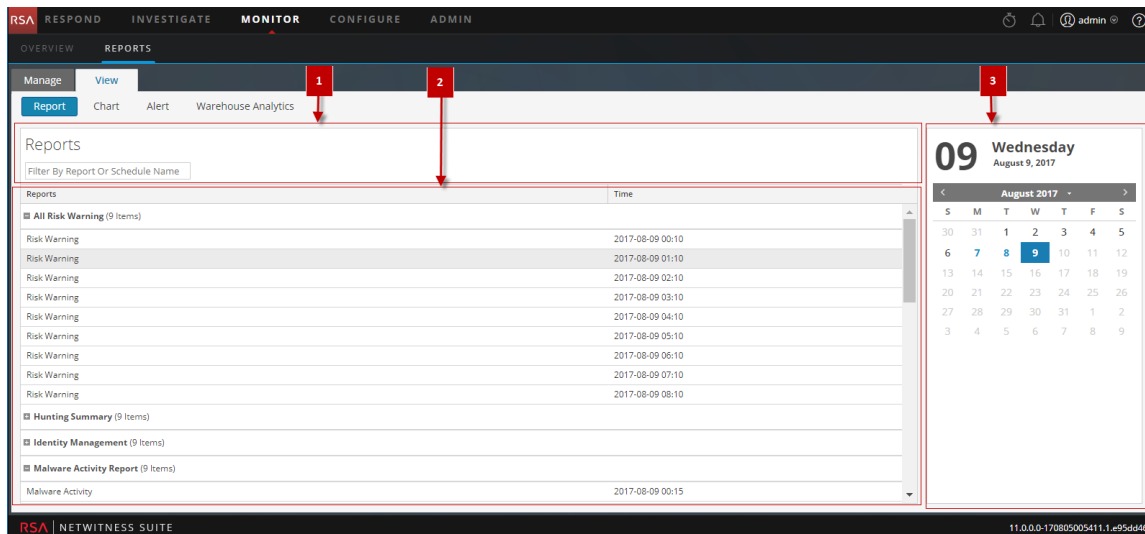 RSA RESPOND INVESTIGATE MONITOR CONFIGURE ADMIN admin ?
OVERVIEW REPORTS
Manage View
1
2
3
Report Chart Alert Warehouse Analytics
Reports
Filter By Report Or Schedule Name
Reports Time
All Risk Warning (9 Items)
Risk Warning 2017-08-09 00:10
Risk Warning 2017-08-09 01:10
Risk Warning 2017-08-09 02:10
Risk Warning 2017-08-09 03:10
Risk Warning 2017-08-09 04:10
Risk Warning 2017-08-09 05:10
Risk Warning 2017-08-09 06:10
Risk Warning 2017-08-09 07:10
Risk Warning 2017-08-09 08:10
Hunting Summary (9 Items)
Identity Management (9 Items)
Malware Activity Report (9 Items)
Malware Activity 2017-08-09 00:15
09 Wednesday
August 9, 2017
August 2017
S M T W T F S
30 31 1 2 3 4 5
6 7 8 9 10 11 12
13 14 15 16 17 18 19
20 21 22 23 24 25 26
27 28 29 30 31 1 2
3 4 5 6 7 8 9
RSA NETWITNESS SUITE
11.0.0.0-170805005411.1.e95dd46